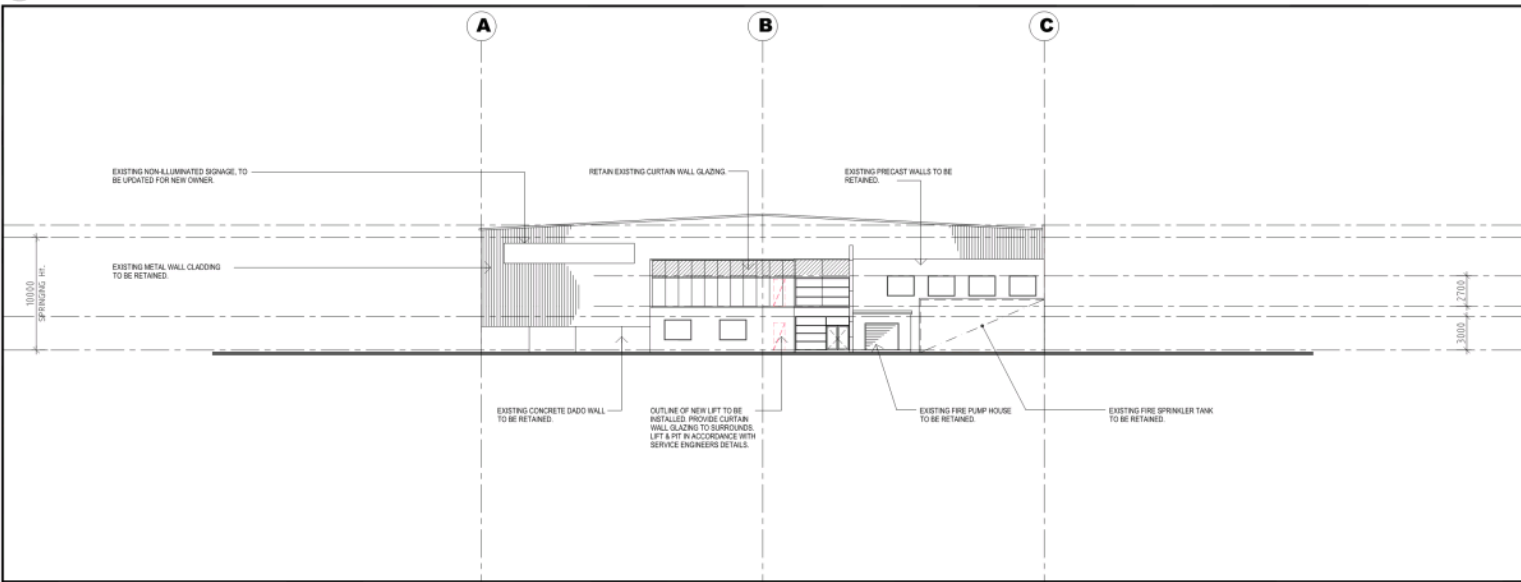 A
B
C
EXISTING NON-ILLUMINATED SIGNAGE, TO
BE UPDATED FOR NEW OWNER.
RETAIN EXISTING CURTAIN WALL GLAZING.
EXISTING PRECAST WALLS TO BE
RETAINED.
EXISTING METAL WALL CLADDING
TO BE RETAINED.
10000
SPRINGING Ht.
2700
3000
EXISTING CONCRETE DADO WALL
TO BE RETAINED.
OUTLINE OF NEW LIFT TO BE
INSTALLED. PROVIDE CURTAIN
WALL GLAZING TO SURROUNDS.
LIFT & PIT IN ACCORDANCE WITH
SERVICE ENGINEERS DETAILS.
EXISTING FIRE PUMP HOUSE
TO BE RETAINED.
EXISTING FIRE SPRINKLER TANK
TO BE RETAINED.